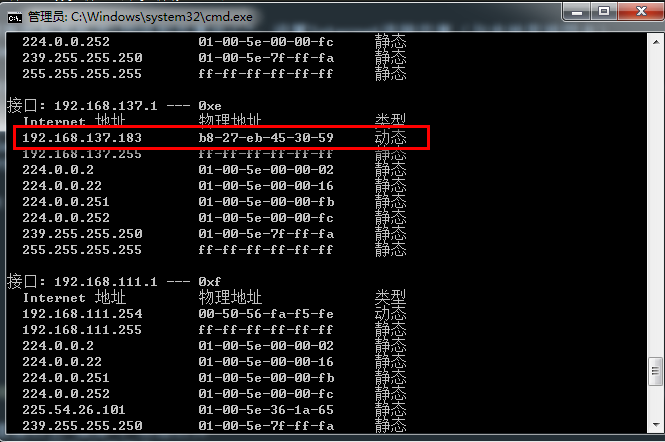 管理员: C:\Windows\system32\cmd.exe
224.0.0.252 01-00-5e-00-00-fc 静态
239.255.255.250 01-00-5e-7f-ff-fa 静态
255.255.255.255 ff-ff-ff-ff-ff-ff 静态
接口: 192.168.137.1 --- 0xe
Internet 地址 物理地址 类型
192.168.137.183 b8-27-eb-45-30-59 动态
192.168.137.255 ff-ff-ff-ff-ff-ff 静态
224.0.0.2 01-00-5e-00-00-02 静态
224.0.0.22 01-00-5e-00-00-16 静态
224.0.0.251 01-00-5e-00-00-fb 静态
224.0.0.252 01-00-5e-00-00-fc 静态
239.255.255.250 01-00-5e-7f-ff-fa 静态
255.255.255.255 ff-ff-ff-ff-ff-ff 静态
接口: 192.168.111.1 --- 0xf
Internet 地址 物理地址 类型
192.168.111.254 00-50-56-fa-f5-fe 动态
192.168.111.255 ff-ff-ff-ff-ff-ff 静态
224.0.0.2 01-00-5e-00-00-02 静态
224.0.0.22 01-00-5e-00-00-16 静态
224.0.0.251 01-00-5e-00-00-fb 静态
224.0.0.252 01-00-5e-00-00-fc 静态
225.54.26.101 01-00-5e-36-1a-65 静态
239.255.255.250 01-00-5e-7f-ff-fa 静态